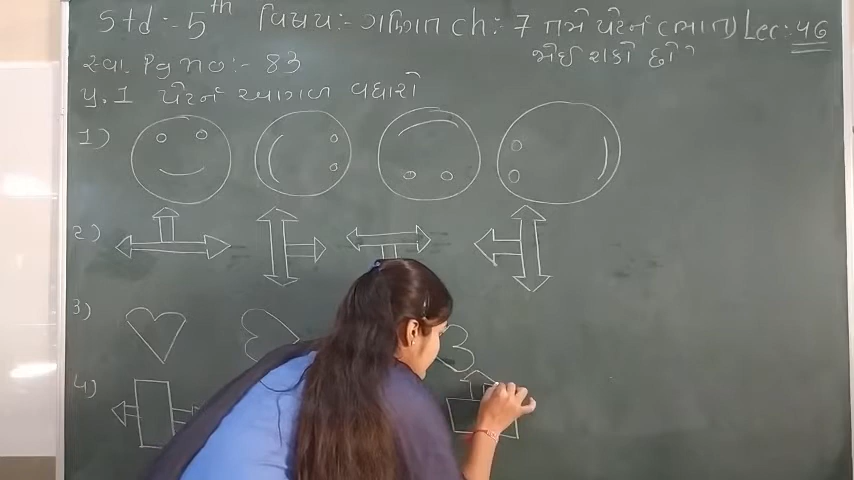 Std:- 5th વિષય:- ગણિત ch:- 7 તમે પેટર્ન (ભાત) Lec:-46
જોઈ શકો છો?
સ્વા. Pg no:- 83
પ્ર.1 પેટર્ન આગળ વધારો
1)
2)
3)
4)